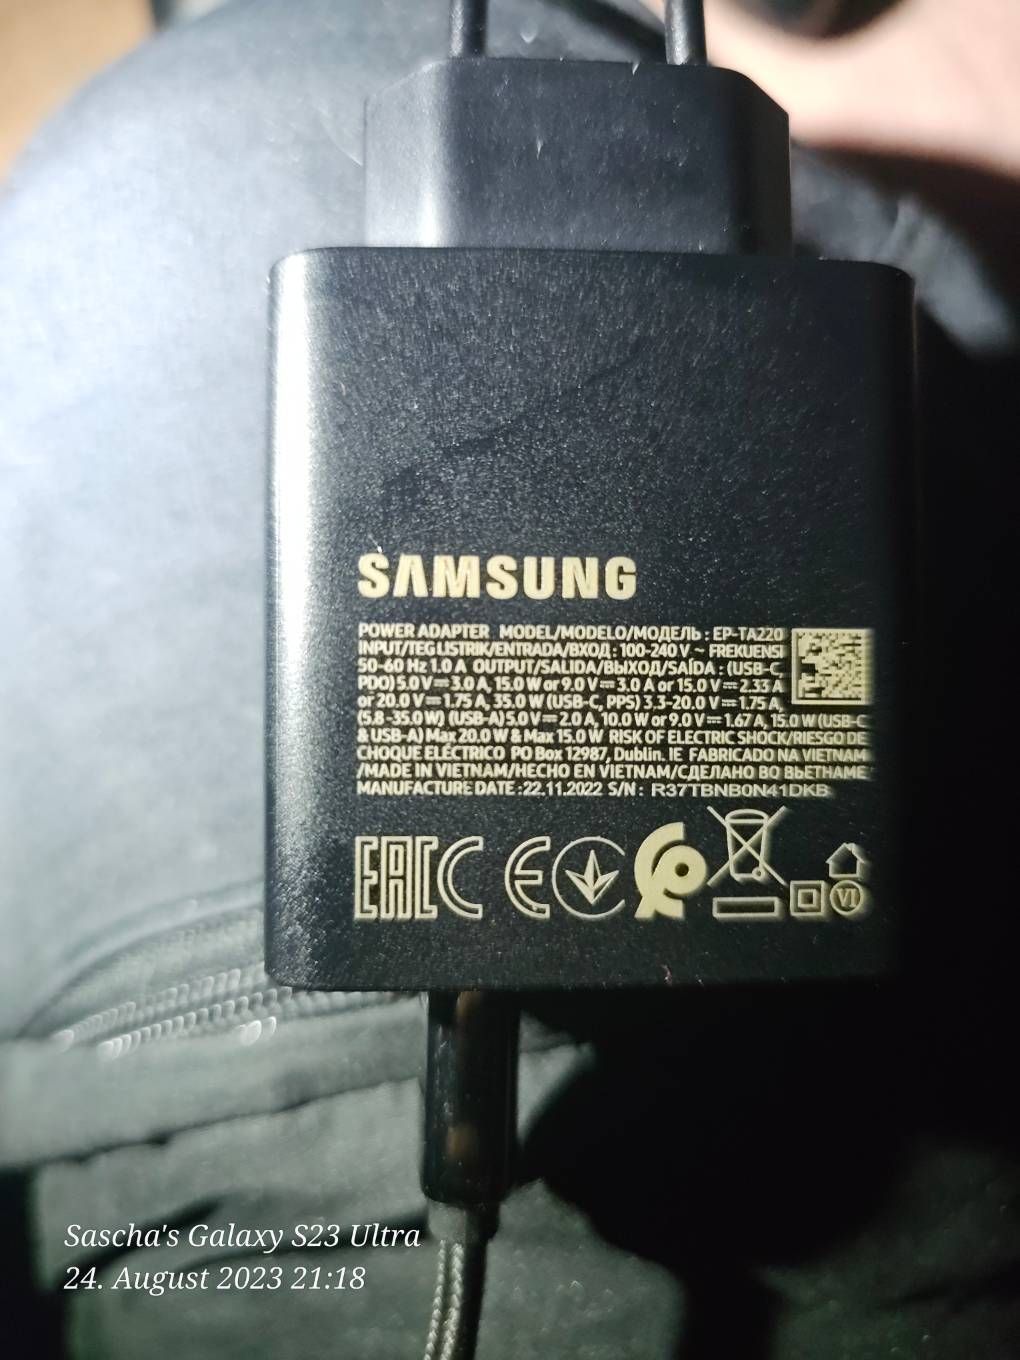 SAMSUNG
POWER ADAPTER MODEL/MODELO/МОДЕЛЬ : EP-TA220
INPUT/TEG LISTRIK/ENTRADA/ВХОД : 100-240 V ~ FREKUENSI
50-60 Hz 1.0 A OUTPUT/SALIDA/ВЫХОД/SAÍDA : (USB-C,
PDO) 5.0 V⎓3.0 A, 15.0 W or 9.0 V⎓3.0 A or 15.0 V⎓2.33 A
or 20.0 V⎓1.75 A, 35.0 W (USB-C, PPS) 3.3-20.0 V⎓1.75 A,
(5.8-35.0 W) (USB-A) 5.0 V⎓2.0 A, 10.0 W or 9.0 V⎓1.67 A, 15.0 W (USB-C
& USB-A) Max 20.0 W & Max 15.0 W RISK OF ELECTRIC SHOCK/RIESGO DE
CHOQUE ELÉCTRICO PO Box 12987, Dublin. IE FABRICADO NA VIETNAM
/MADE IN VIETNAM/HECHO EN VIETNAM/СДЕЛАНО ВО ВЬЕТНАМЕ
MANUFACTURE DATE : 22.11.2022 S/N : R37TBNB0N41DKB
EAC CE VI
Sascha's Galaxy S23 Ultra
24. August 2023 21:18